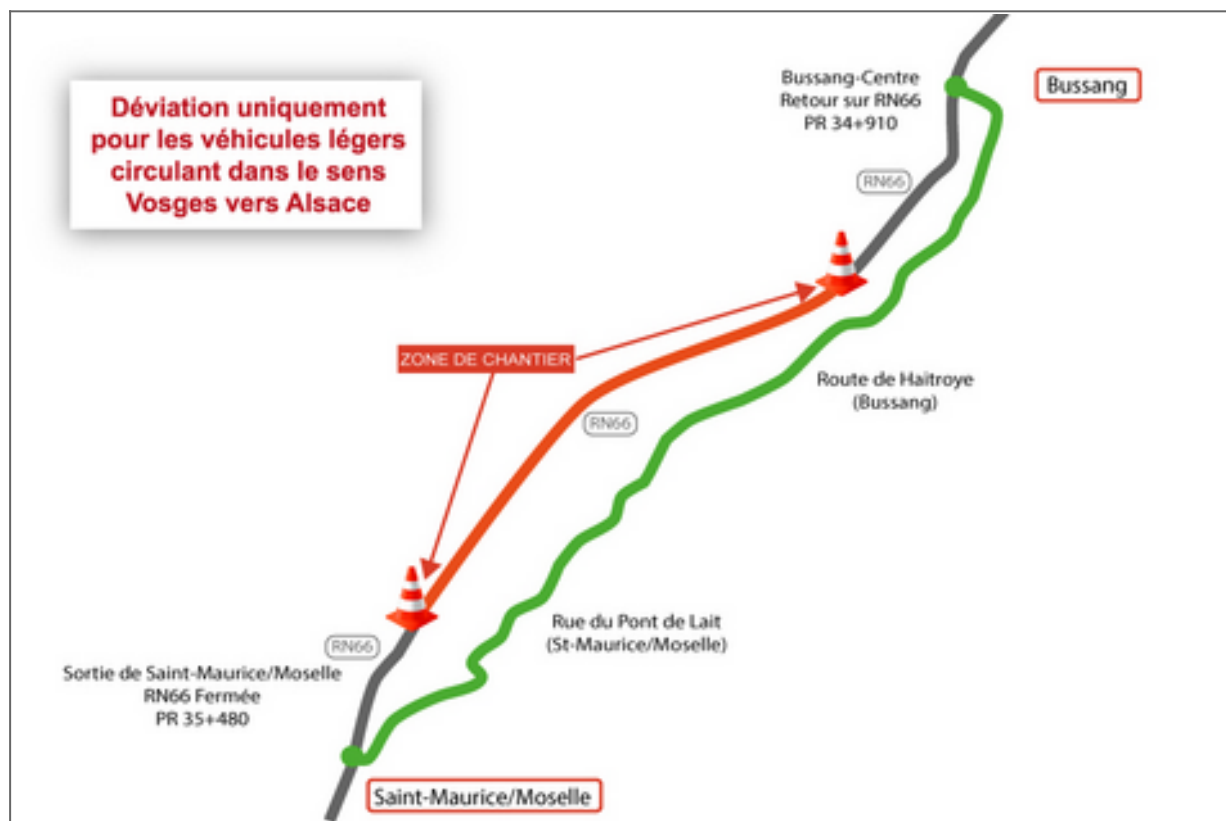 Déviation uniquement
pour les véhicules légers
circulant dans le sens
Vosges vers Alsace
Bussang-Centre
Retour sur RN66
PR 34+910
Bussang
RN66
ZONE DE CHANTIER
Route de Haitroye
(Bussang)
RN66
Rue du Pont de Lait
(St-Maurice/Moselle)
RN66
Sortie de Saint-Maurice/Moselle
RN66 Fermée
PR 35+480
Saint-Maurice/Moselle